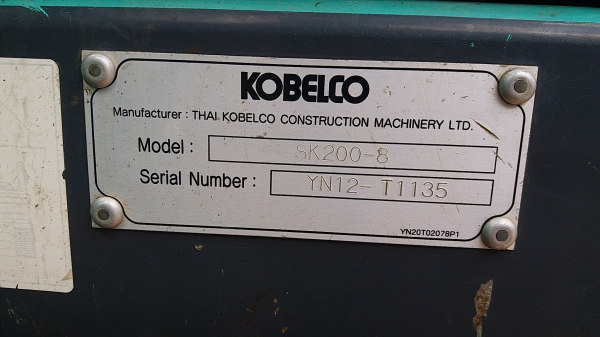 KOBELCO
Manufacturer : THAI KOBELCO CONSTRUCTION MACHINERY LTD.
Model : SK200-8
Serial Number : YN12- T1135
YN20T02078P1